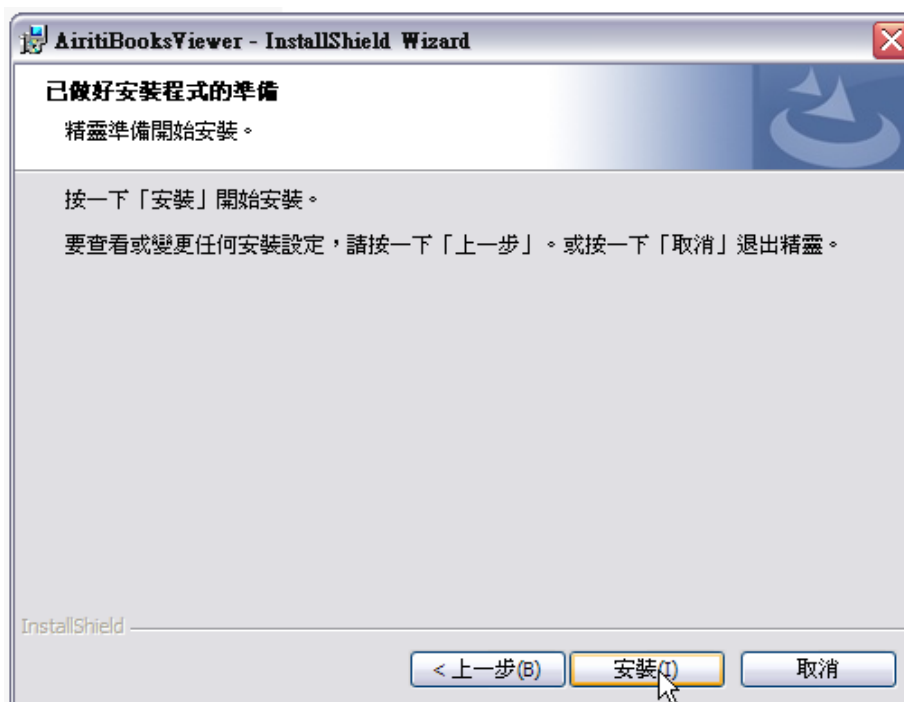 AiritiBooksViewer - InstallShield Wizard
已做好安裝程式的準備
精靈準備開始安裝。
按一下「安裝」開始安裝。
要查看或變更任何安裝設定，請按一下「上一步」。或按一下「取消」退出精靈。
InstallShield
< 上一步(B)
安裝(I)
取消